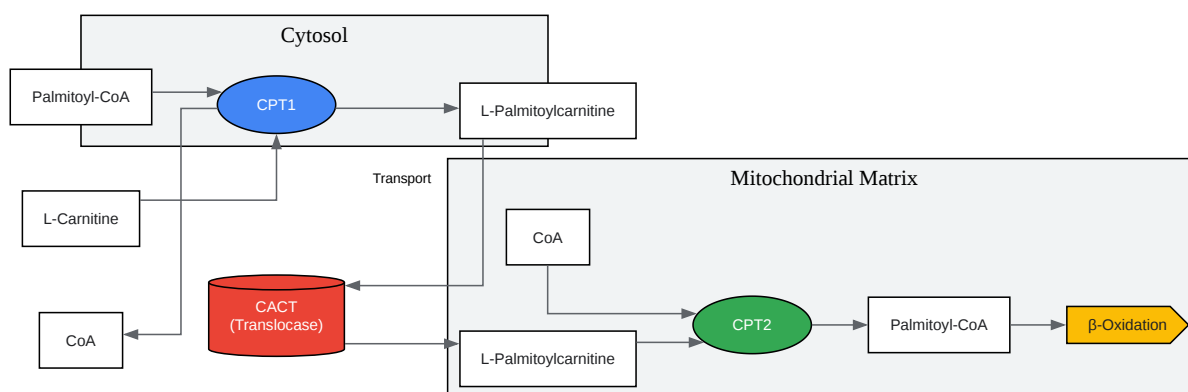 Cytosol
Palmitoyl-CoA
CPT1
L-Palmitoylcarnitine
Transport
Mitochondrial Matrix
L-Carnitine
CoA
CACT
(Translocase)
CoA
CPT2
Palmitoyl-CoA
β-Oxidation
L-Palmitoylcarnitine